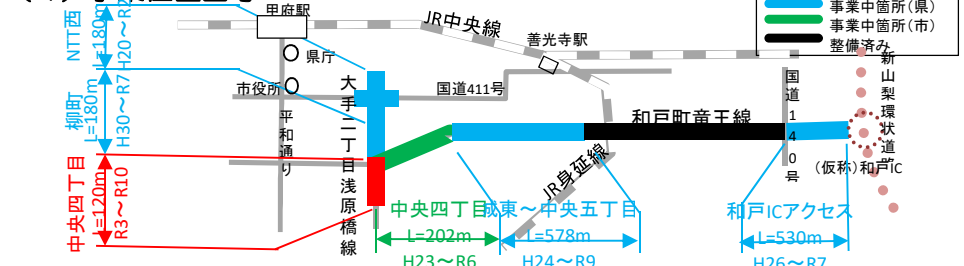 事業中箇所(県)
事業中箇所(市)
整備済み
甲府駅
JR中央線
善光寺駅
県庁
市役所
国道411号
平和通り
大手二丁目浅原橋線
和戸町竜王線
国道140号
新山梨環状道路
(仮称)和戸IC
JR身延線
NTT西
L=180m
柳町
L=180m
H30～R7
中央四丁目
L=120m
R3～R10
中央四丁目
L=202m
H23～R6
成東～中央五丁目
L=578m
H24～R9
和戸ICアクセス
L=530m
H26～R7